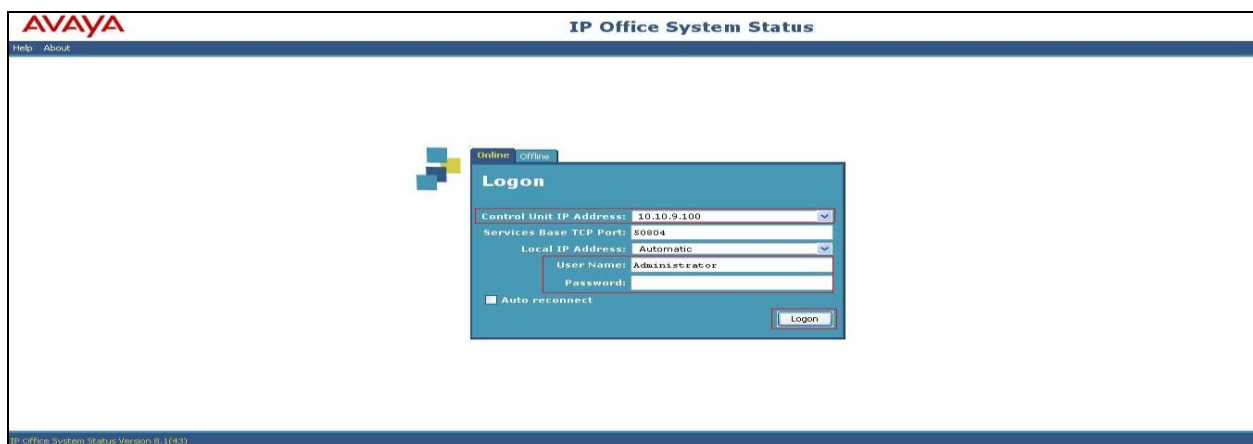 AVAYA
IP Office System Status
Help About
Online Offline
Logon
Control Unit IP Address: 10.10.9.100
Services Base TCP Port: 50804
Local IP Address: Automatic
User Name: Administrator
Password:
Auto reconnect
Logon
IP Office System Status Version 8.1(43)